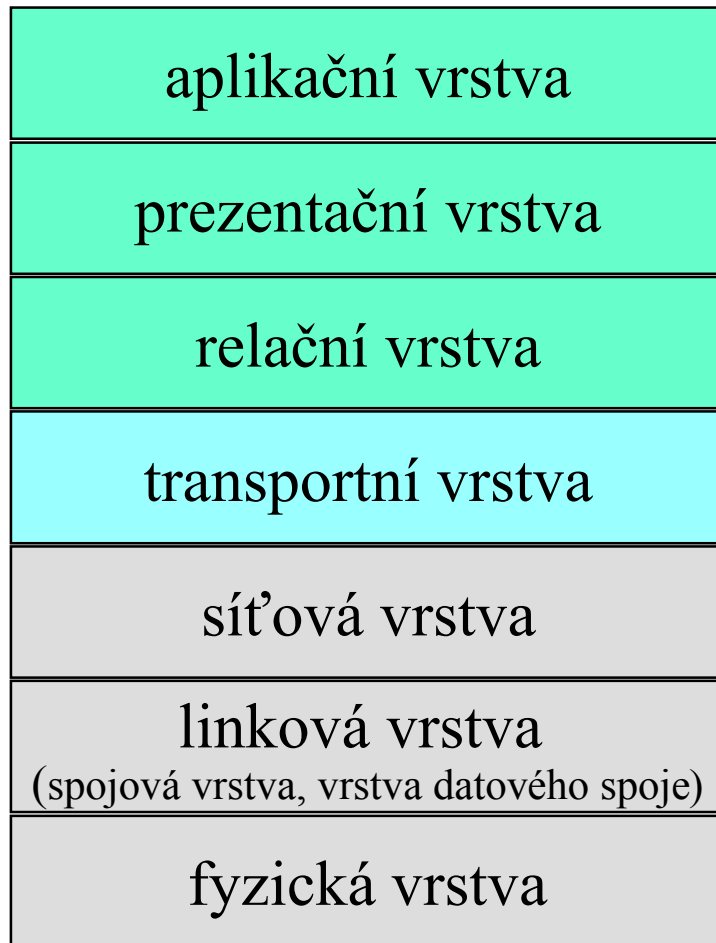 aplikační vrstva
prezentační vrstva
relační vrstva
transportní vrstva
síťová vrstva
linková vrstva
(spojová vrstva, vrstva datového spoje)
fyzická vrstva